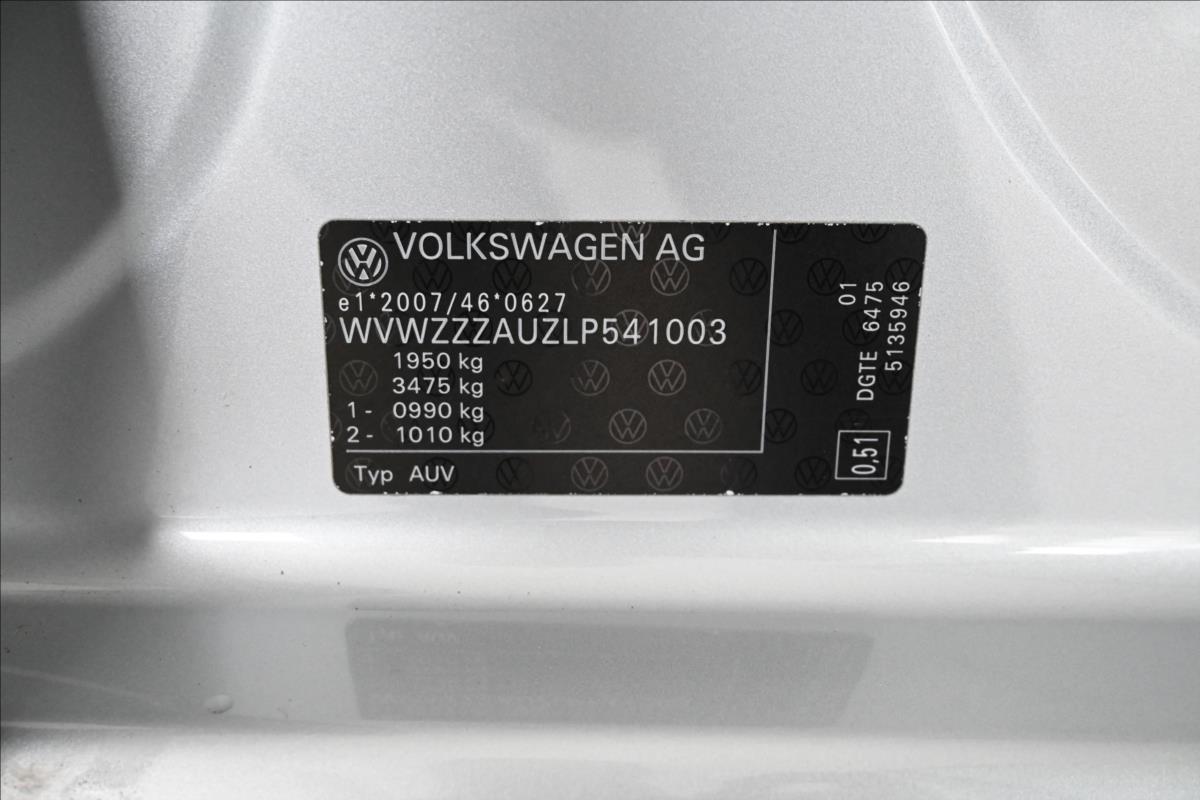 VOLKSWAGEN AG
e1*2007/46*0627
WVWZZZAUZLP541003
1950 kg
3475 kg
1- 0990 kg
2- 1010 kg
Typ AUV
01
DGTE 6475
5135946
0,51